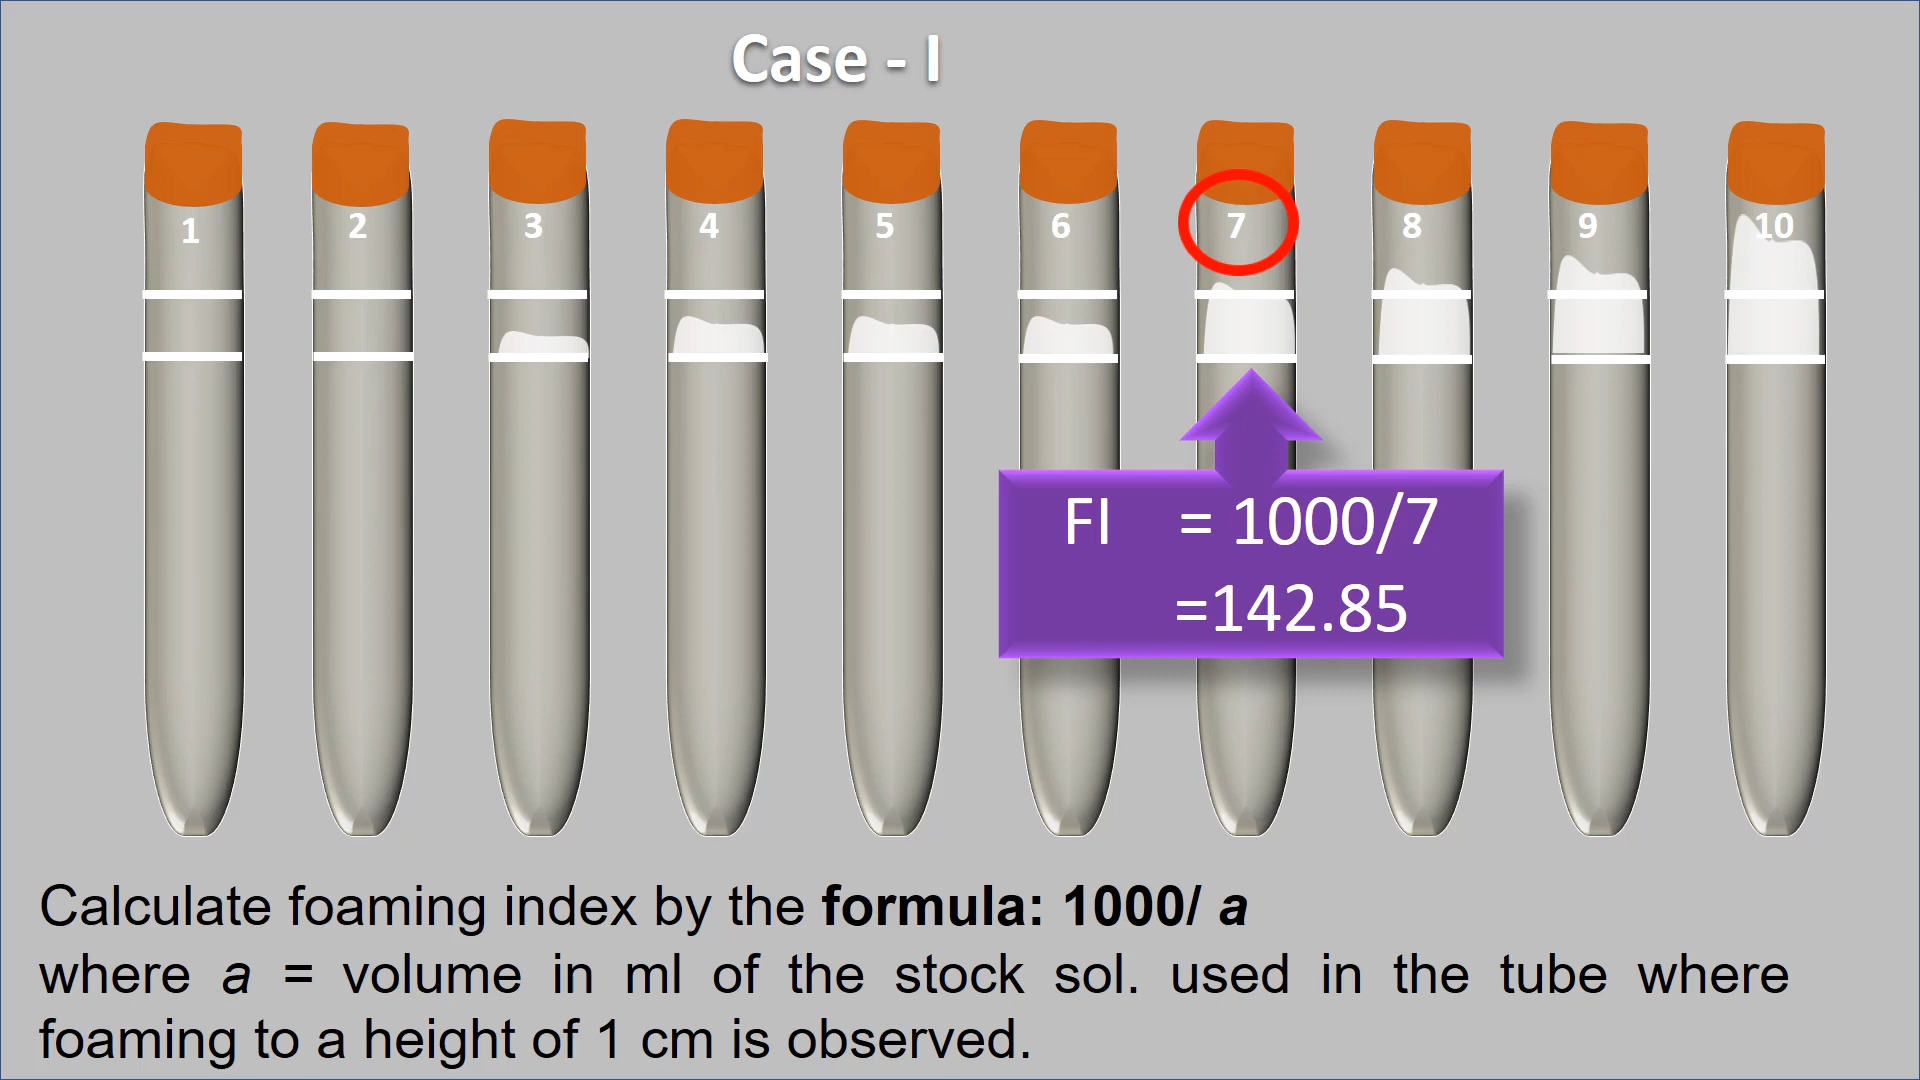 Case - I
1 2 3 4 5 6 7 8 9 10
FI = 1000/7
=142.85
Calculate foaming index by the formula: 1000/ a
where a = volume in ml of the stock sol. used in the tube where
foaming to a height of 1 cm is observed.